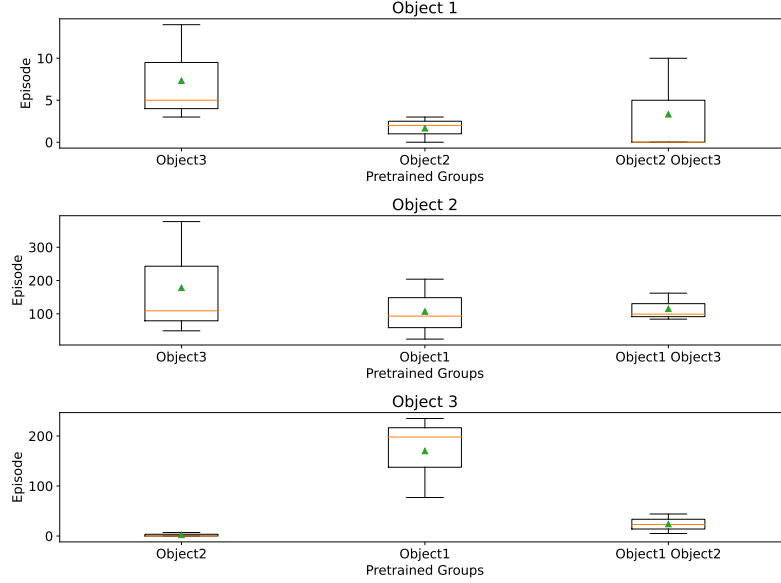 Object 1
10
5
0
Episode
Object3
Object2
Object2 Object3
Pretrained Groups
Object 2
300
200
100
Episode
Object3
Object1
Object1 Object3
Pretrained Groups
Object 3
200
100
0
Episode
Object2
Object1
Object1 Object2
Pretrained Groups